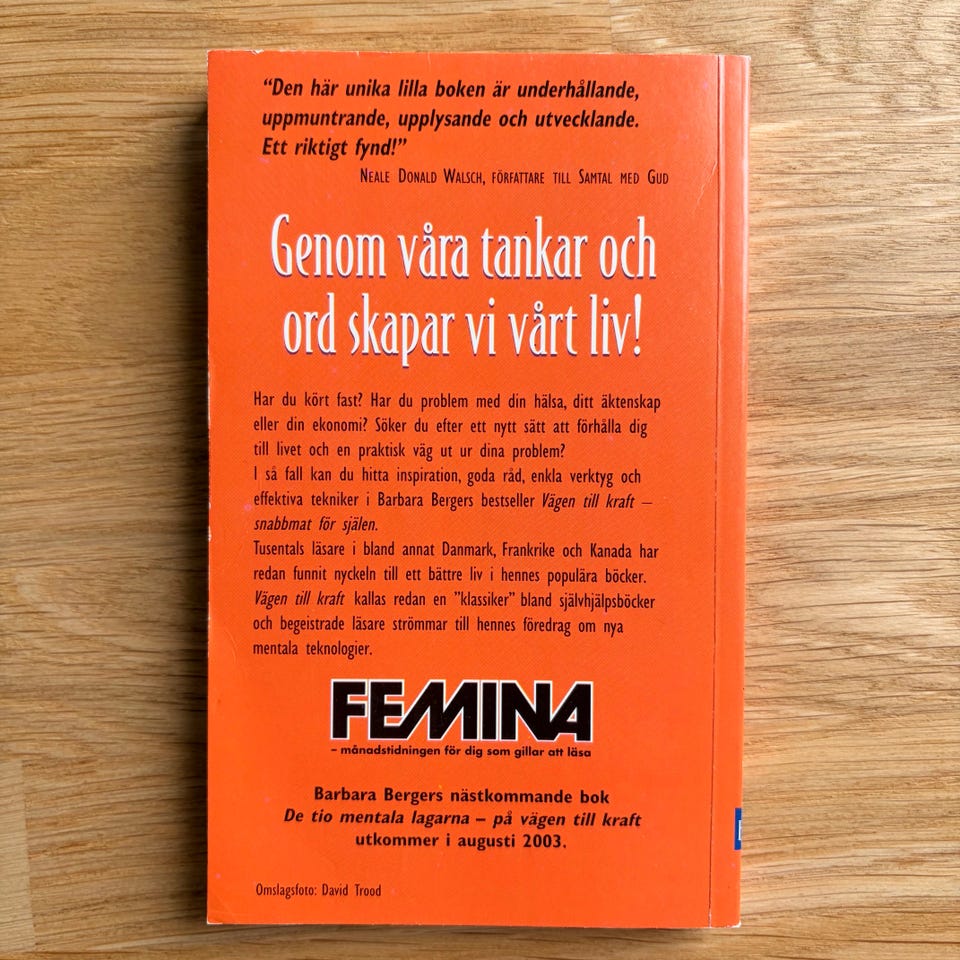 “Den här unika lilla boken är underhållande,
uppmuntrande, upplysande och utvecklande.
Ett riktigt fynd!”
Neale Donald Walsch, författare till Samtal med Gud
Genom våra tankar och
ord skapar vi vårt liv!
Har du kört fast? Har du problem med din hälsa, ditt äktenskap
eller din ekonomi? Söker du efter ett nytt sätt att förhålla dig
till livet och en praktisk väg ut ur dina problem?
I så fall kan du hitta inspiration, goda råd, enkla verktyg och
effektiva tekniker i Barbara Bergers bestseller Vägen till kraft –
snabbmat för själen.
Tusentals läsare i bland annat Danmark, Frankrike och Kanada har
redan funnit nyckeln till ett bättre liv i hennes populära böcker.
Vägen till kraft kallas redan en ”klassiker” bland självhjälpsböcker
och begeistrade läsare strömmar till hennes föredrag om nya
mentala teknologier.
FEMINA
– månadstidningen för dig som gillar att läsa
Barbara Bergers nästkommande bok
De tio mentala lagarna – på vägen till kraft
utkommer i augusti 2003.
Omslagsfoto: David Trood